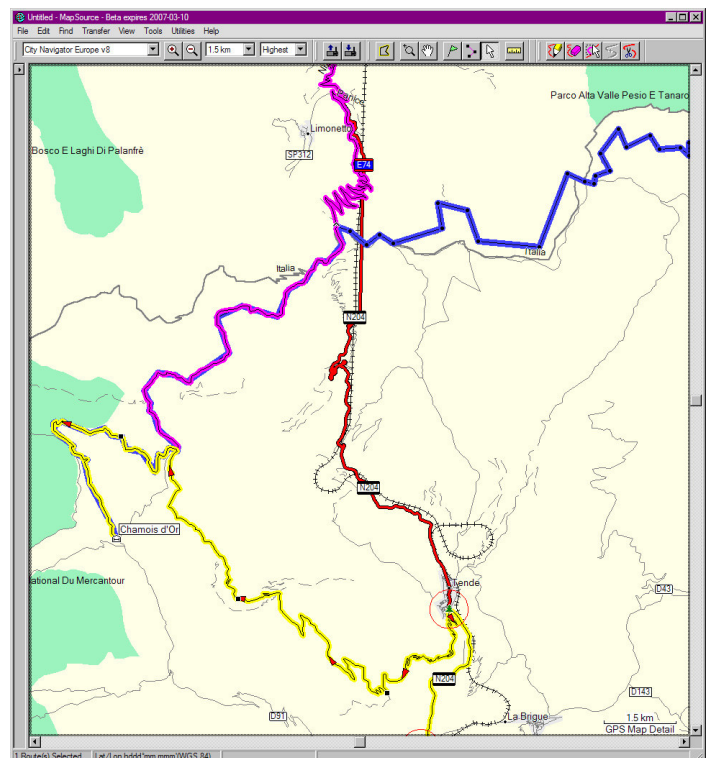 Untitled - MapSource - Beta expires 2007-03-10
File Edit Find Transfer View Tools Utilities Help
City Navigator Europe v8 1.5 km Highest
Parco Alta Valle Pesio E Tanaro
Panice
Limonetto
Bosco E Laghi Di Palanfrè
SP312
E74
Italia
Italia
N204
N204
Chamois d'Or
National Du Mercantour
Tende
D43
N204
D143
D91
La Brigue
1.5 km
GPS Map Detail
1 Route(s) Selected Lat/Lon hddd°mm.mmm'(WGS 84)